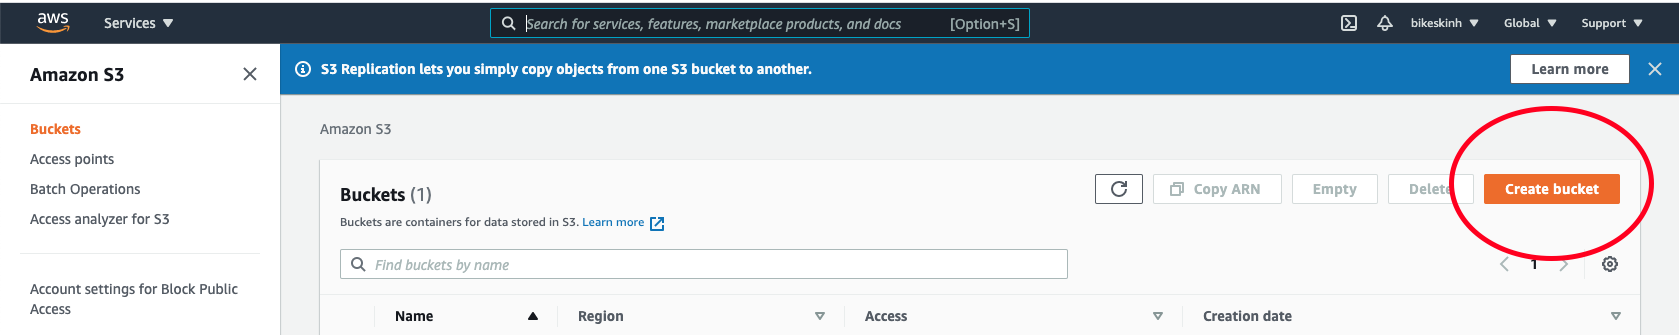 aws Services Search for services, features, marketplace products, and docs [Option+S] bikeskinh Global Support
Amazon S3
S3 Replication lets you simply copy objects from one S3 bucket to another. Learn more
Buckets
Access points
Batch Operations
Access analyzer for S3
Account settings for Block Public
Access
Amazon S3
Buckets (1) Copy ARN Empty Delete Create bucket
Buckets are containers for data stored in S3. Learn more
Find buckets by name 1
Name Region Access Creation date